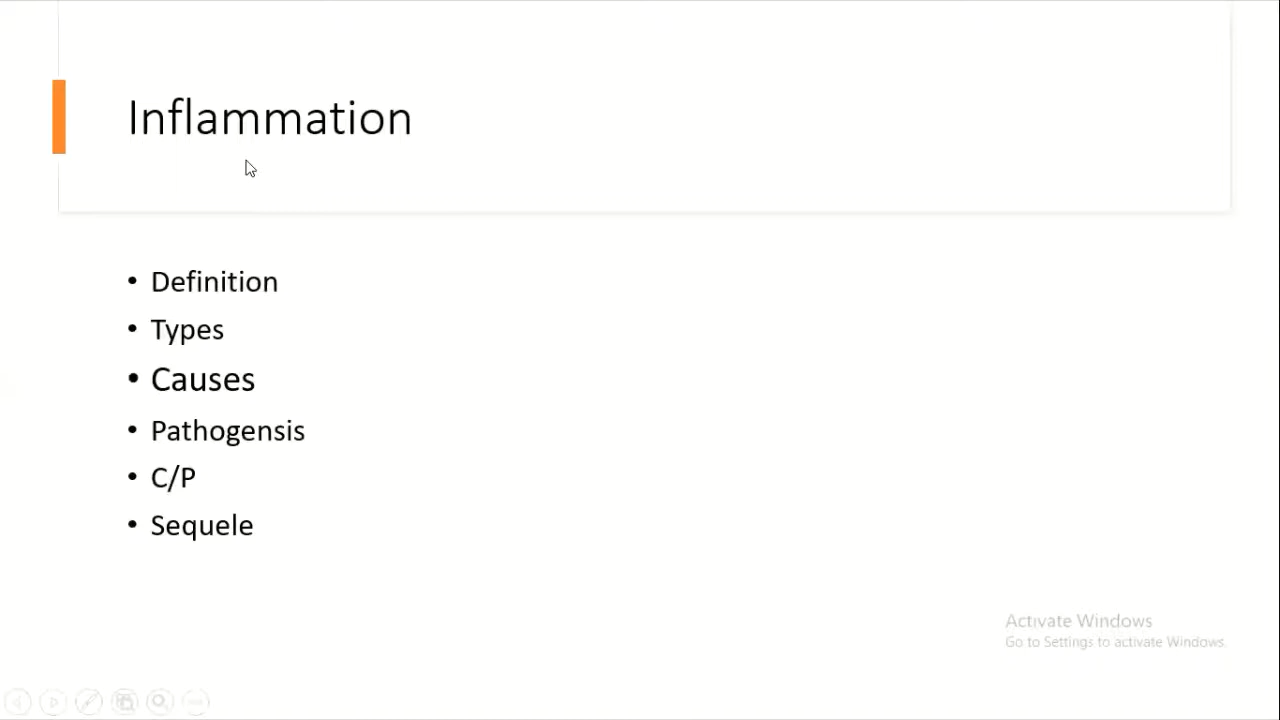 Inflammation
• Definition
• Types
• Causes
• Pathogensis
• C/P
• Sequele
Activate Windows
Go to Settings to activate Windows.